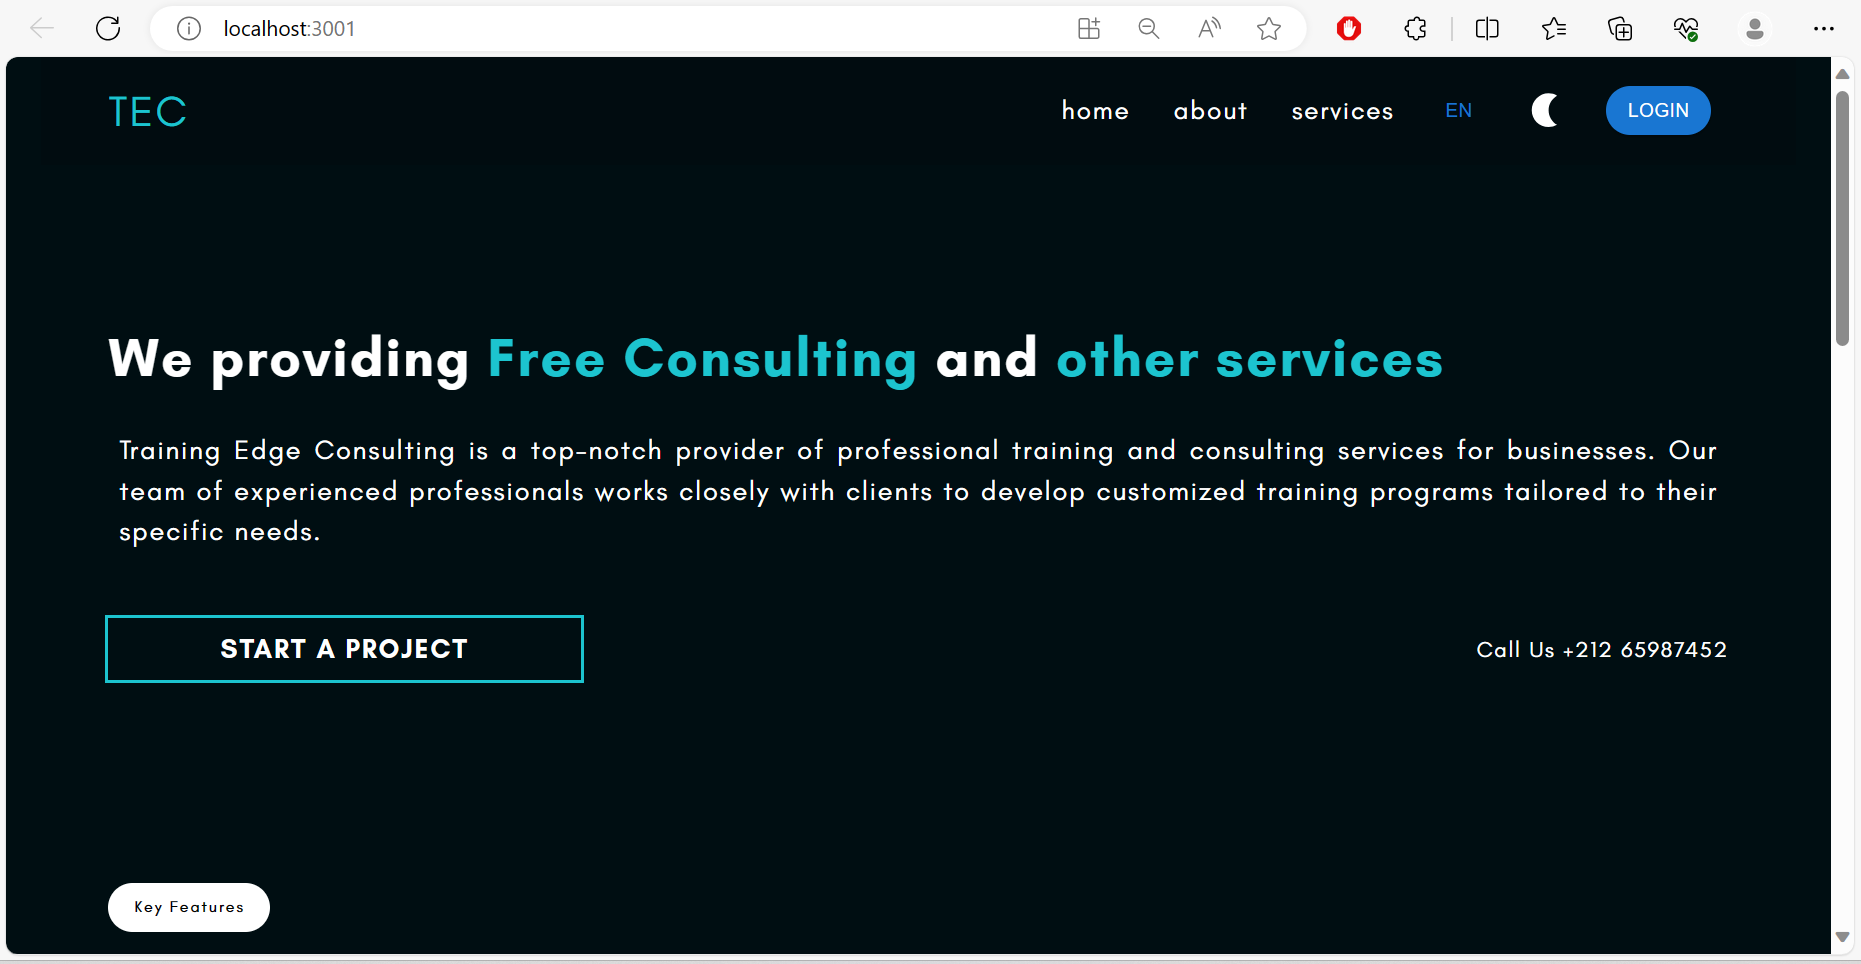 localhost:3001
TEC
home about services EN LOGIN
We providing Free Consulting and other services
Training Edge Consulting is a top-notch provider of professional training and consulting services for businesses. Our
team of experienced professionals works closely with clients to develop customized training programs tailored to their
specific needs.
START A PROJECT
Call Us +212 65987452
Key Features